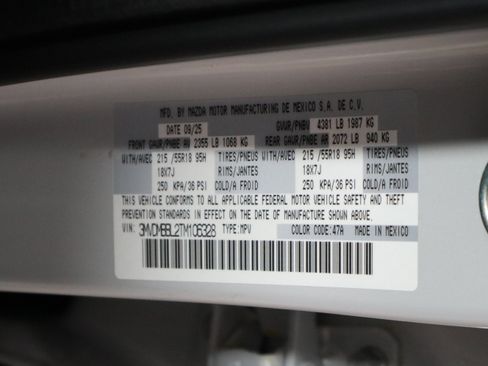 MFD. BY MAZDA MOTOR MANUFACTURING DE MEXICO S.A. DE C.V.
DATE 09/25 GVWR/PNBV 4381 LB 1987 KG
FRONT GAWR/PNBE AV 2355 LB 1068 KG REAR GAWR/PNBE AR 2072 LB 940 KG
WITH/AVEC 215 /55R18 95H TIRES/PNEUS WITH/AVEC 215 /55R18 95H TIRES/PNEUS
18X7J RIMS/JANTES 18X7J RIMS/JANTES
250 KPA/36 PSI COLD/A FROID 250 KPA/36 PSI COLD/A FROID
THIS VEHICLE CONFORMS TO ALL APPLICABLE FEDERAL MOTOR VEHICLE SAFETY AND THEFT
PREVENTION STANDARDS IN EFFECT ON THE DATE OF MANUFACTURE SHOWN ABOVE.
VIN: 3MVDMBBL2TM106328 TYPE:MPV COLOR CODE:47A MADE IN MEXICO